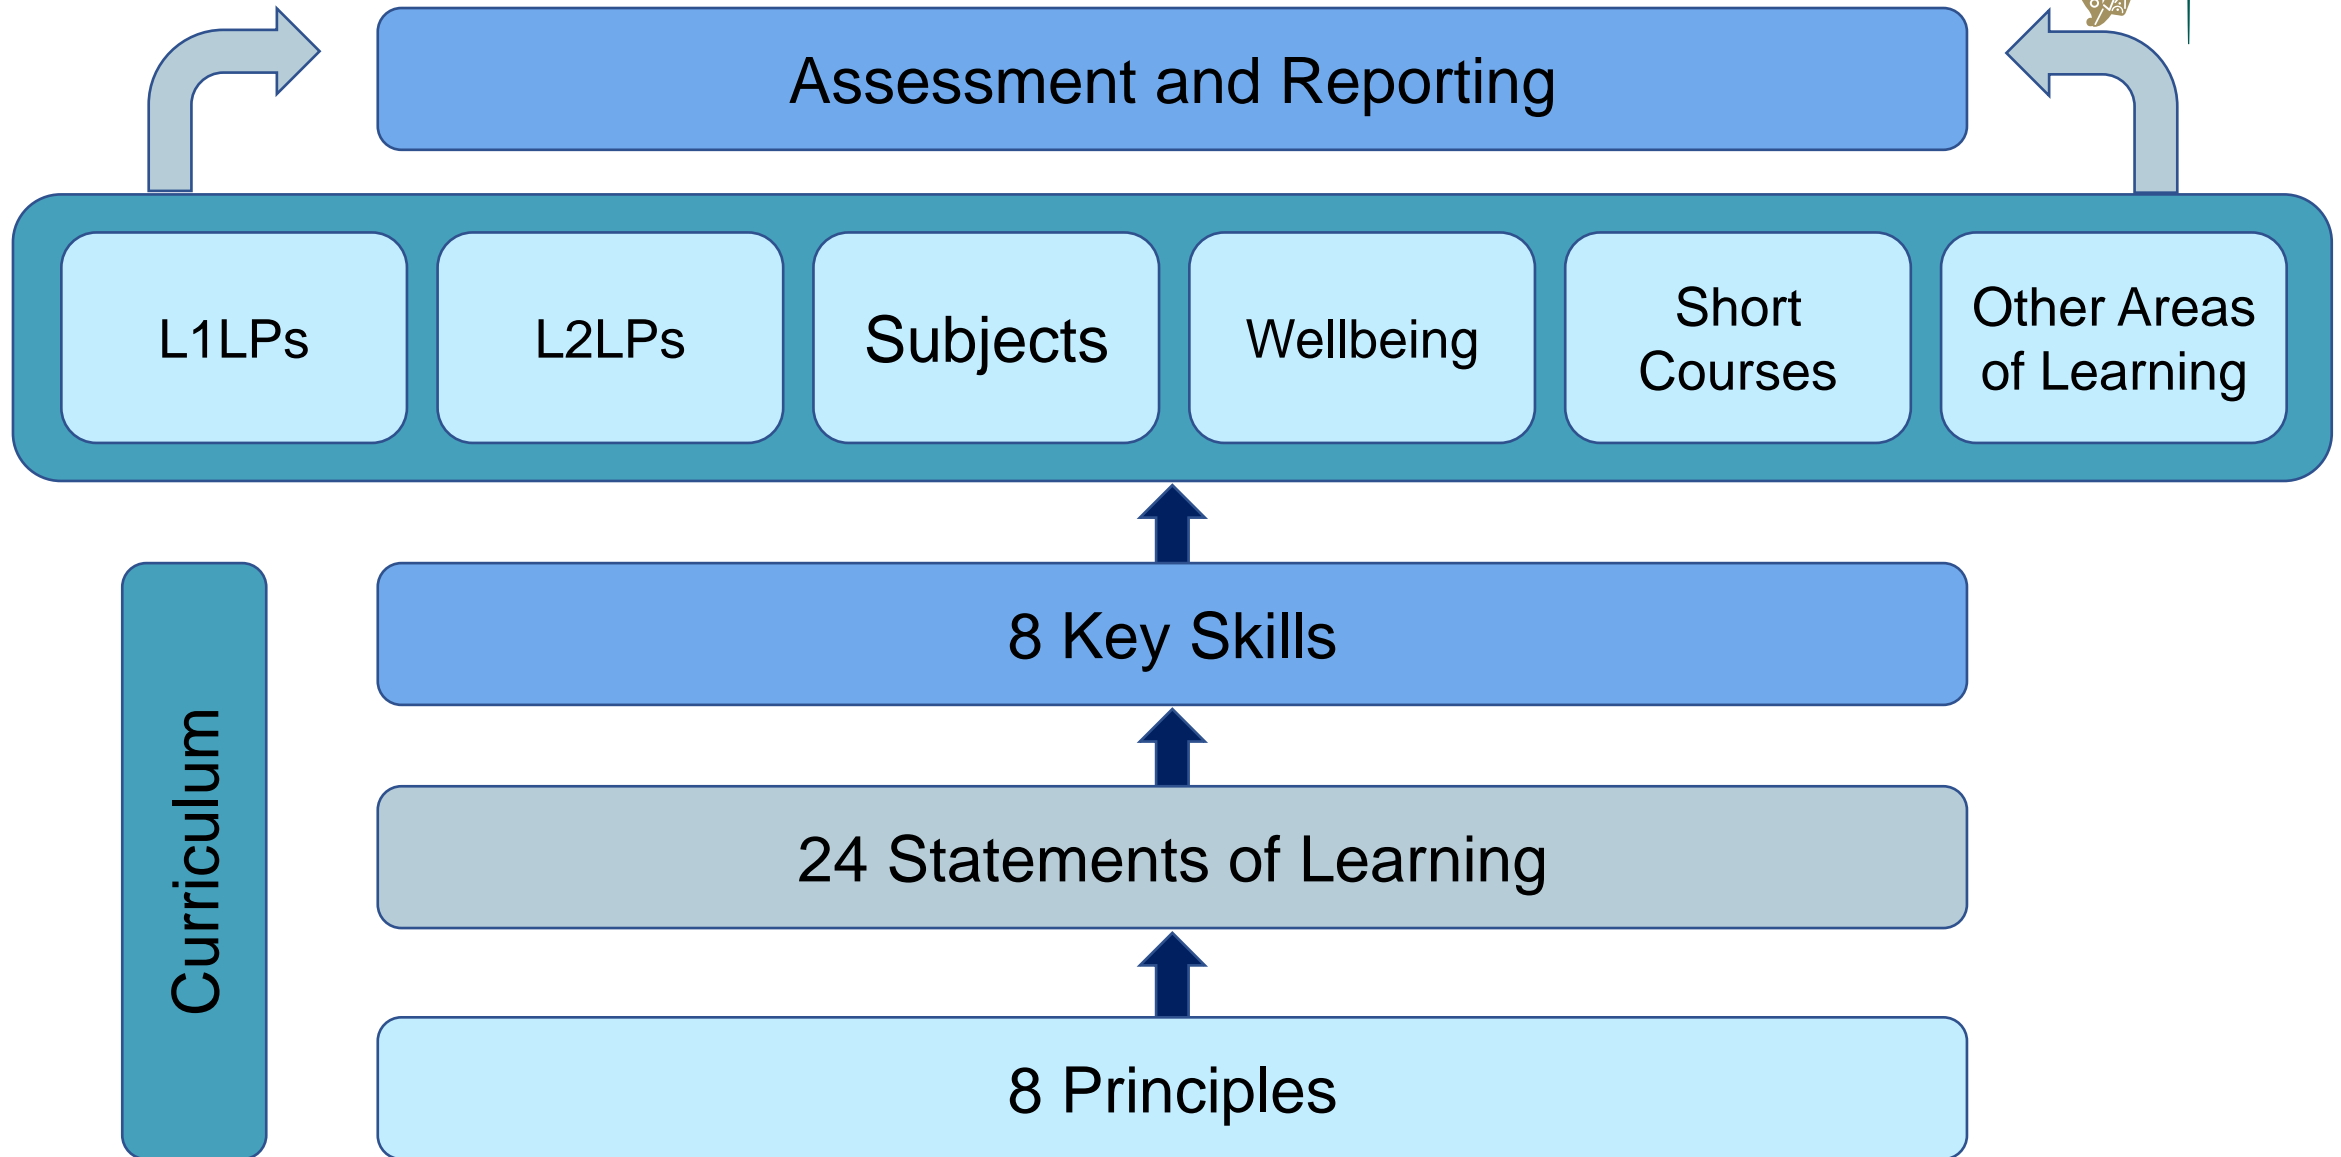 Assessment and Reporting
L1LPs
L2LPs
Subjects
Wellbeing
Short
Courses
Other Areas
of Learning
Curriculum
8 Key Skills
24 Statements of Learning
8 Principles